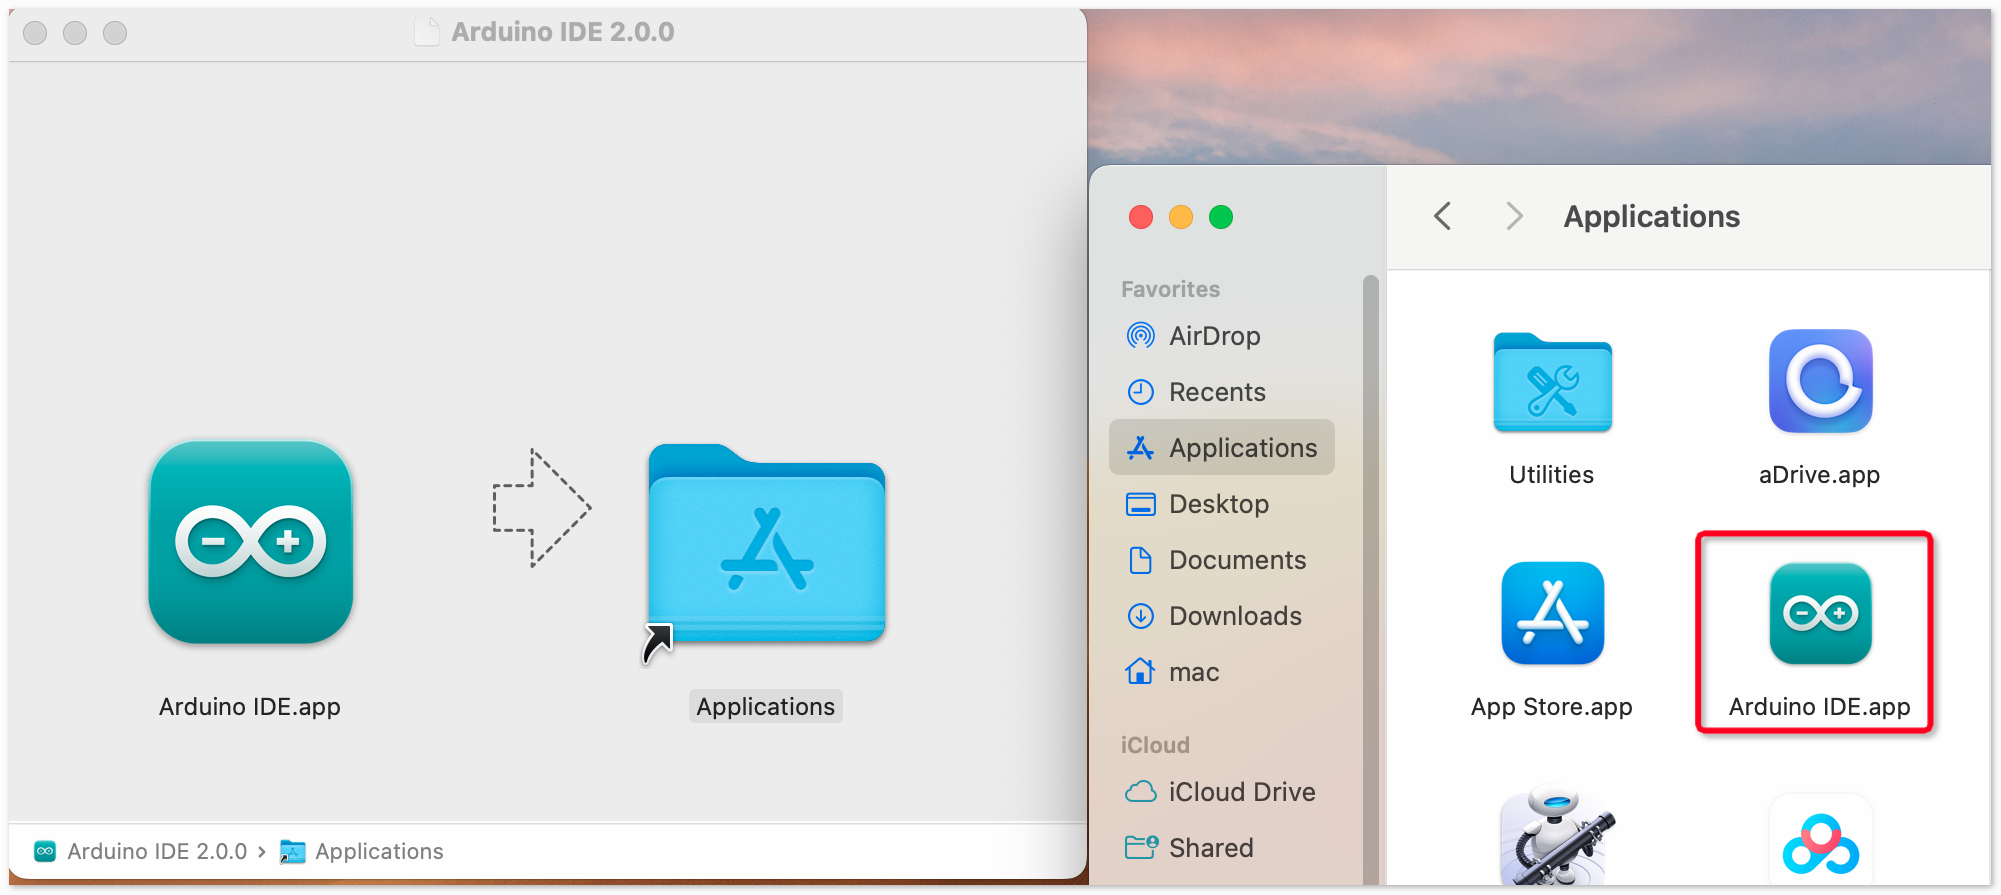 Arduino IDE 2.0.0
Arduino IDE.app
Applications
Arduino IDE 2.0.0 › Applications
Favorites
AirDrop
Recents
Applications
Desktop
Documents
Downloads
mac
iCloud
iCloud Drive
Shared
Applications
Utilities
aDrive.app
App Store.app
Arduino IDE.app